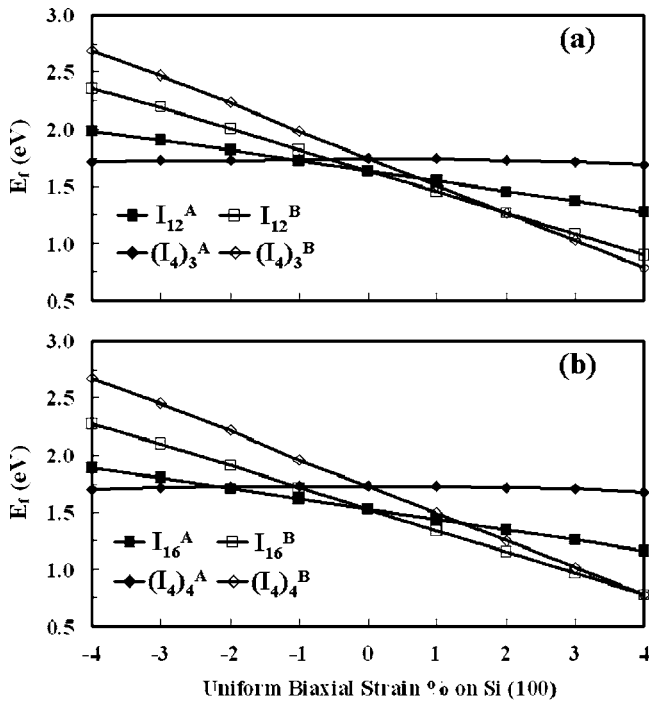 3.0
(a)
2.5
2.0
E_f (eV)
1.5
I_12^A I_12^B
1.0
(I_4)_3^A (I_4)_3^B
0.5
3.0
(b)
2.5
2.0
E_f (eV)
1.5
I_16^A I_16^B
1.0
(I_4)_4^A (I_4)_4^B
0.5
-4 -3 -2 -1 0 1 2 3 4
Uniform Biaxial Strain % on Si (100)